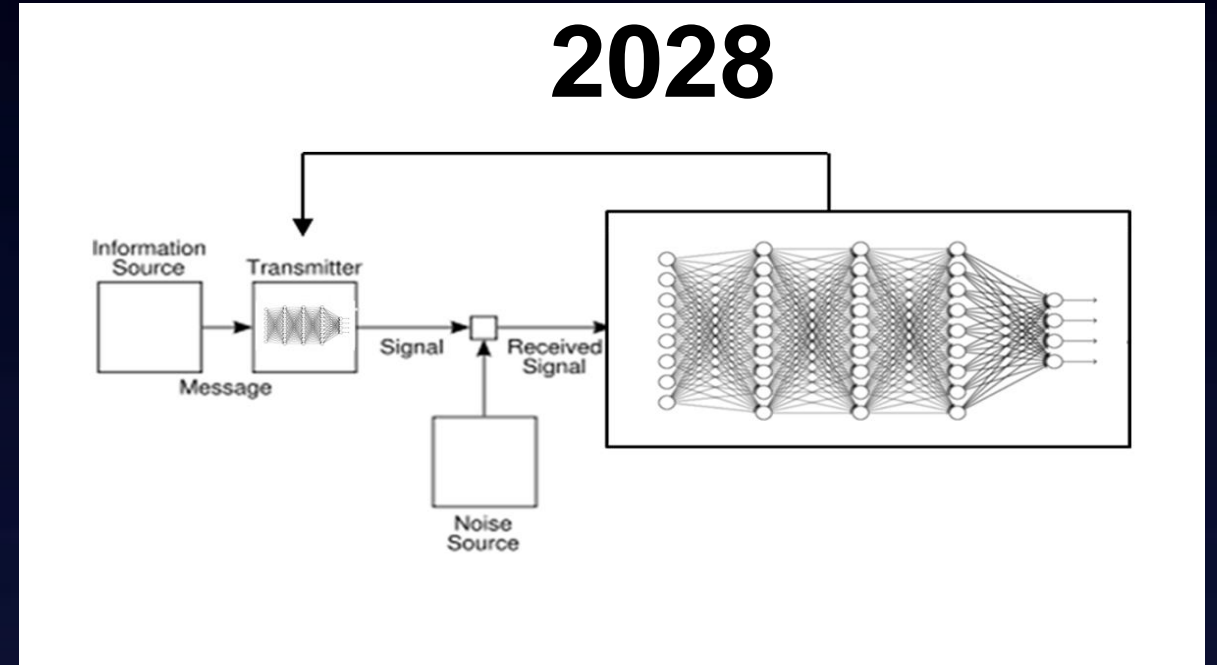 2028
Information
Source
Transmitter
Message
Signal
Received
Signal
Noise
Source